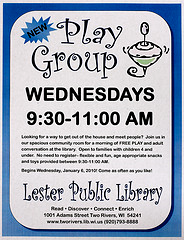 NEW
Play
Group
WEDNESDAYS
9:30-11:00 AM
Looking for a way to get out of the house and meet people? Join us in
our spacious community room for a morning of FREE PLAY and adult
conversation at the library. Open to families with children 4 and
under. No need to register- flexible and fun, age appropriate snacks
and toys provided between 9:30-11:00 AM.
Begins Wednesday, January 6, 2010! Come as often as you like!
Lester Public Library
Read • Discover • Connect • Enrich
1001 Adams Street Two Rivers, WI 54241
www.tworivers.lib.wi.us (920)793-8888